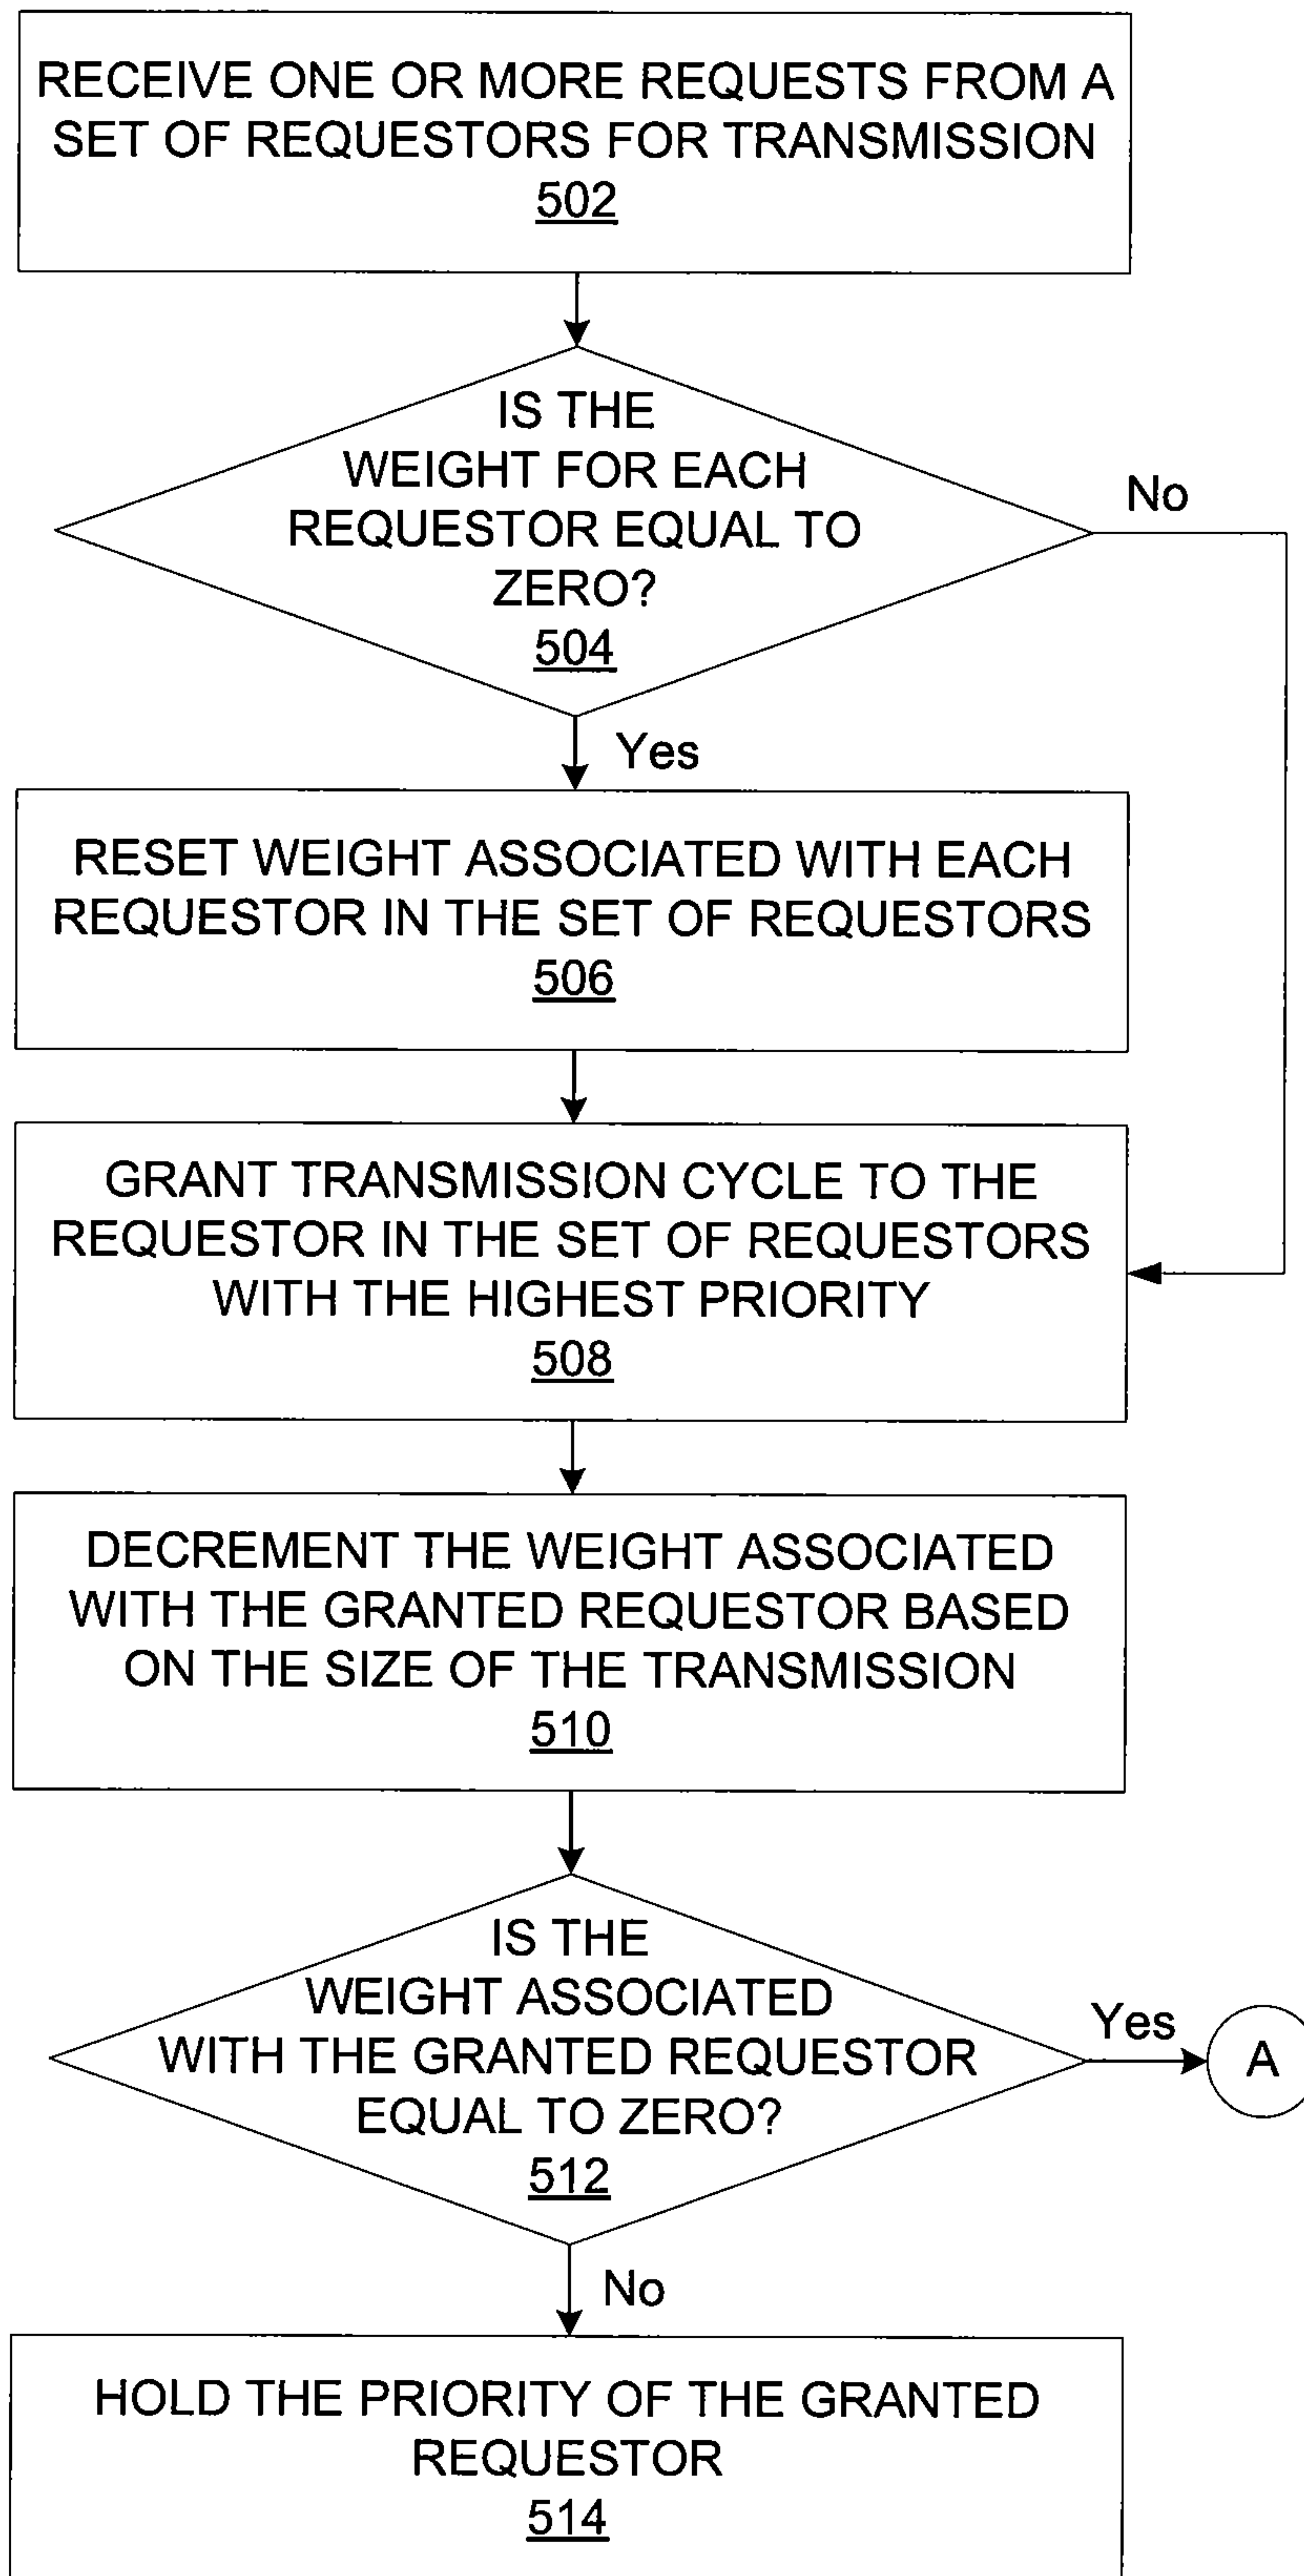 RECEIVE ONE OR MORE REQUESTS FROM A
SET OF REQUESTORS FOR TRANSMISSION
502
IS THE
WEIGHT FOR EACH
REQUESTOR EQUAL TO
ZERO?
504
No
Yes
RESET WEIGHT ASSOCIATED WITH EACH
REQUESTOR IN THE SET OF REQUESTORS
506
GRANT TRANSMISSION CYCLE TO THE
REQUESTOR IN THE SET OF REQUESTORS
WITH THE HIGHEST PRIORITY
508
DECREMENT THE WEIGHT ASSOCIATED
WITH THE GRANTED REQUESTOR BASED
ON THE SIZE OF THE TRANSMISSION
510
IS THE
WEIGHT ASSOCIATED
WITH THE GRANTED REQUESTOR
EQUAL TO ZERO?
512
Yes
A
No
HOLD THE PRIORITY OF THE GRANTED
REQUESTOR
514